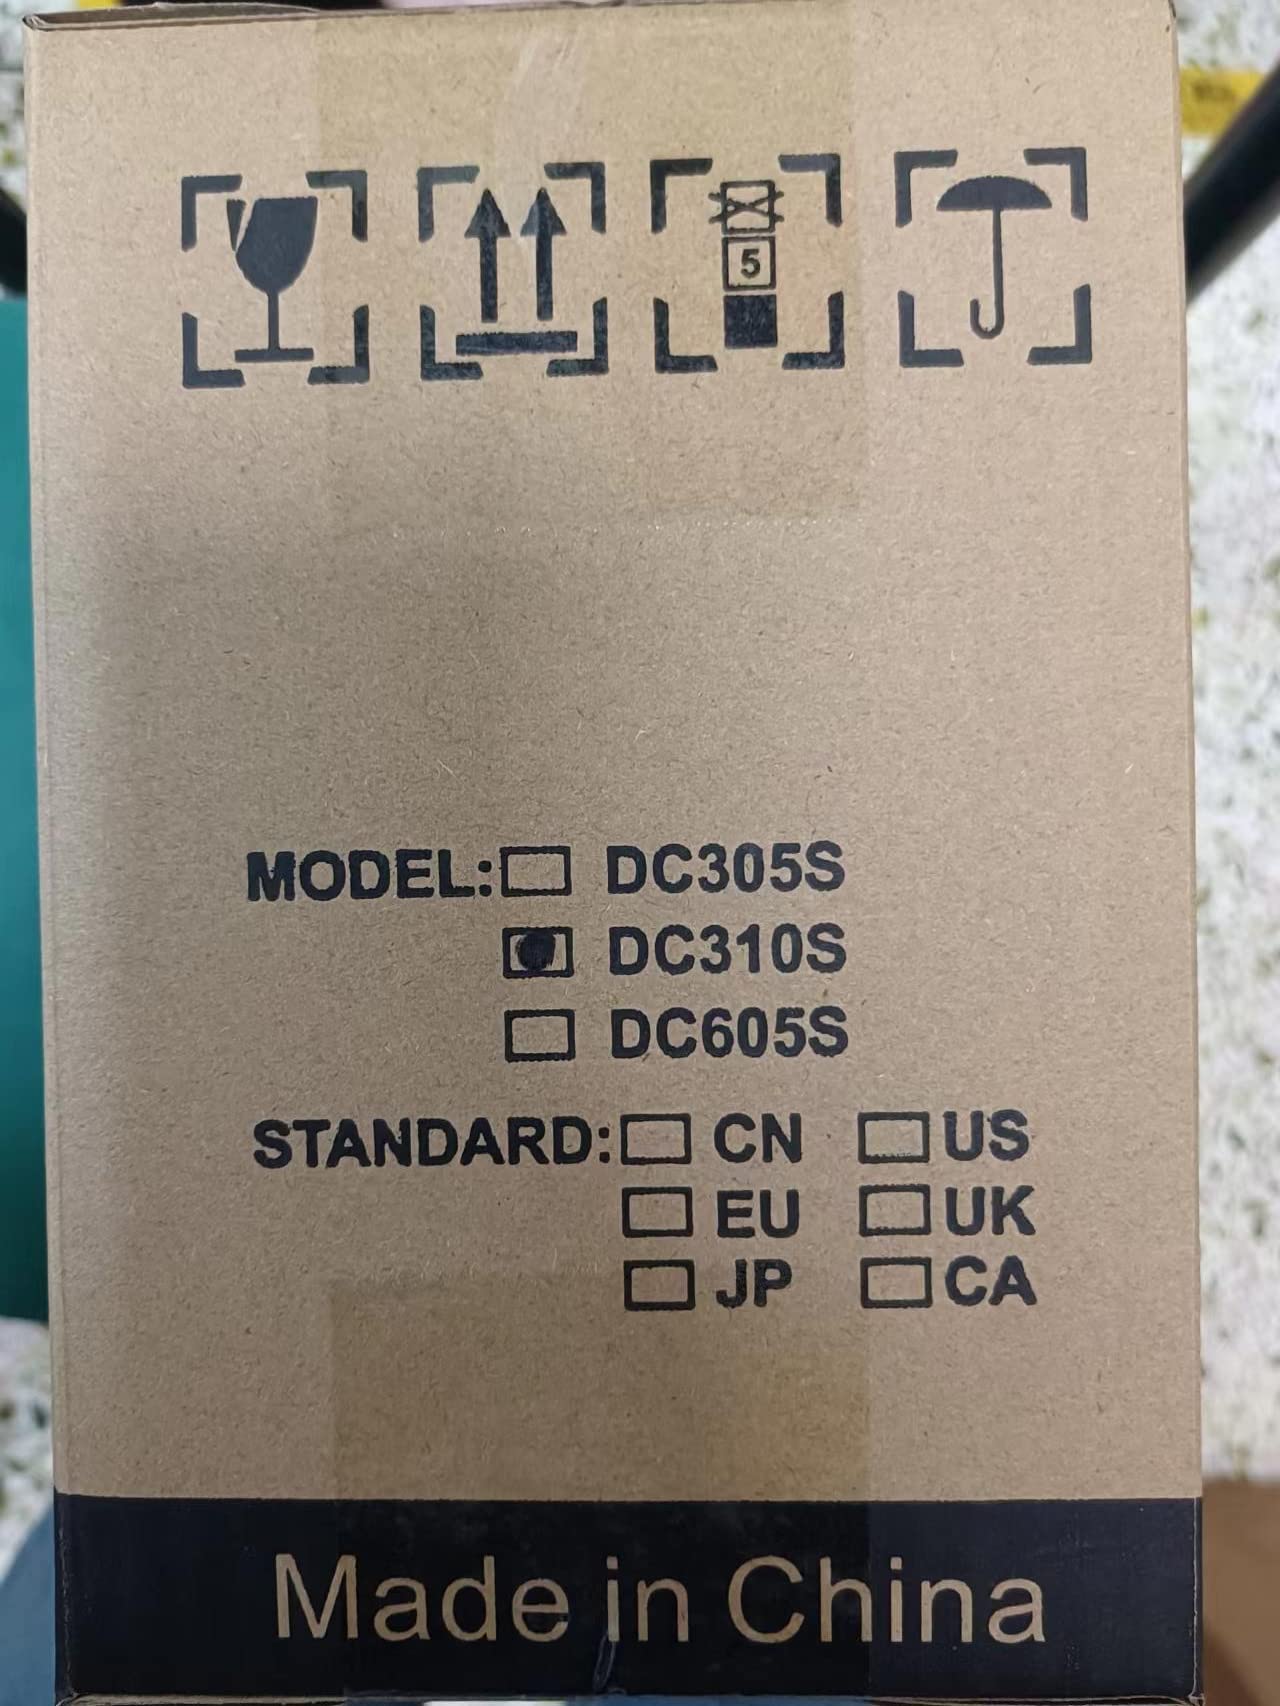 5
MODEL: DC305S
DC310S
DC605S
STANDARD: CN US
EU UK
JP CA
Made in China